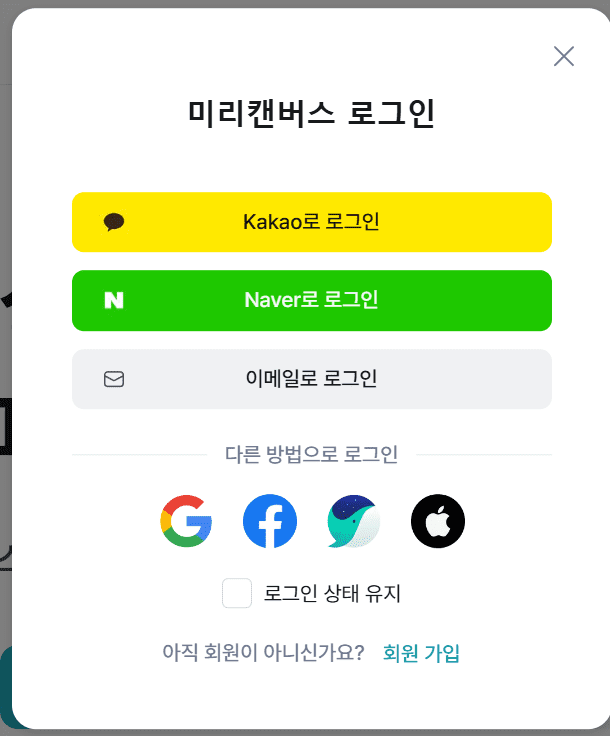 미리캔버스 로그인
Kakao로 로그인
N Naver로 로그인
이메일로 로그인
다른 방법으로 로그인
로그인 상태 유지
아직 회원이 아니신가요? 회원 가입